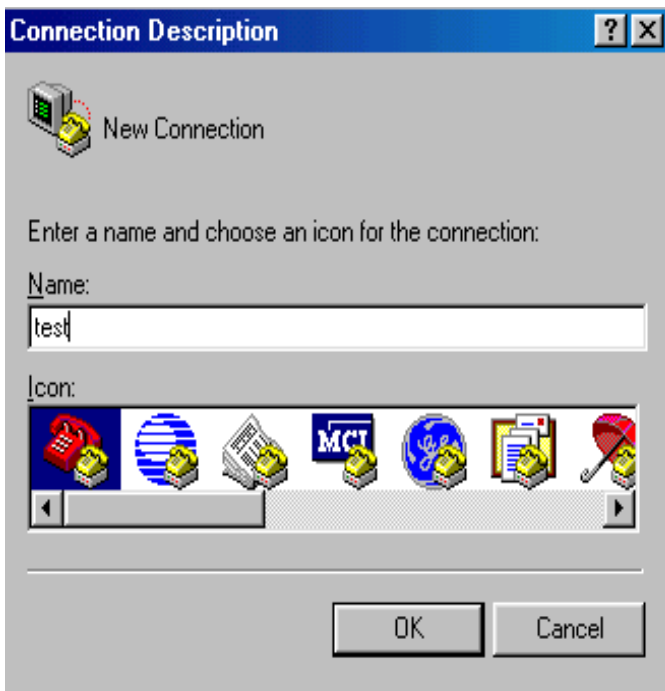 Connection Description
New Connection
Enter a name and choose an icon for the connection:
Name:
test
Icon:
MCI
OK Cancel